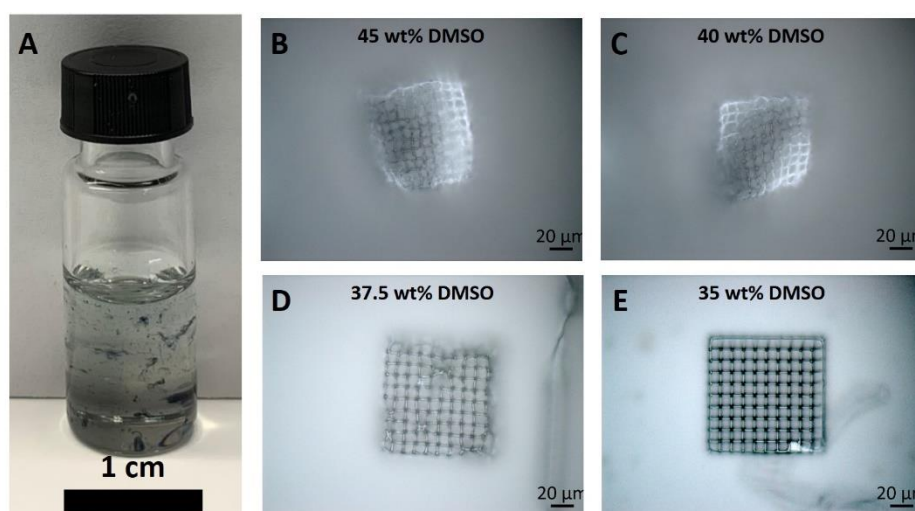 A
1 cm
B
45 wt% DMSO
20 µm
C
40 wt% DMSO
20 µm
D
37.5 wt% DMSO
20 µm
E
35 wt% DMSO
20 µm